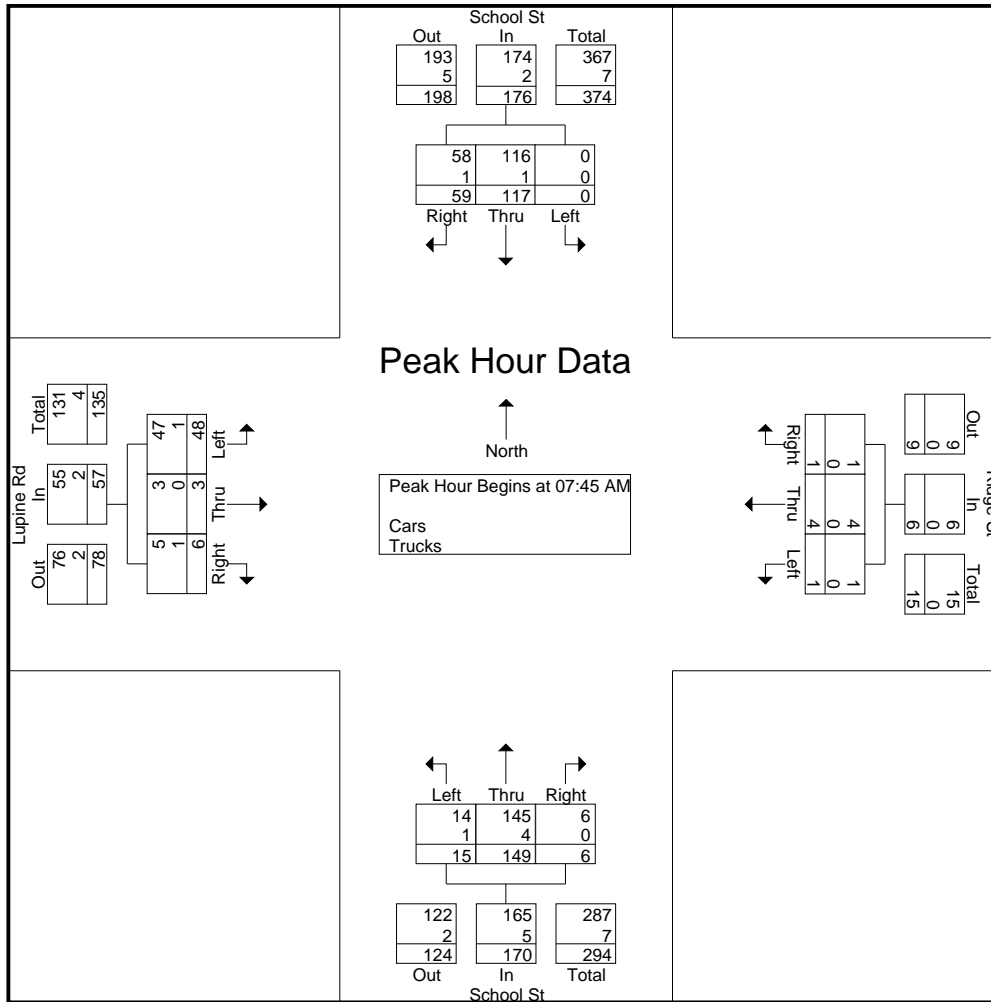 School St
Out In Total
193 174 367
5 2 7
198 176 374
58 116 0
1 1 0
59 117 0
Right Thru Left
Peak Hour Data
North
Peak Hour Begins at 07:45 AM
Cars
Trucks
Lupine Rd
Out In Total
76 55 131
2 2 4
78 57 135
Left Thru Right
47 3 5
1 0 1
48 3 6
Out In Total
9 6 15
0 0 0
9 6 15
Right Thru Left
1 4 1
0 0 0
1 4 1
Left Thru Right
14 145 6
1 4 0
15 149 6
122 165 287
2 5 7
124 170 294
Out In Total
School St